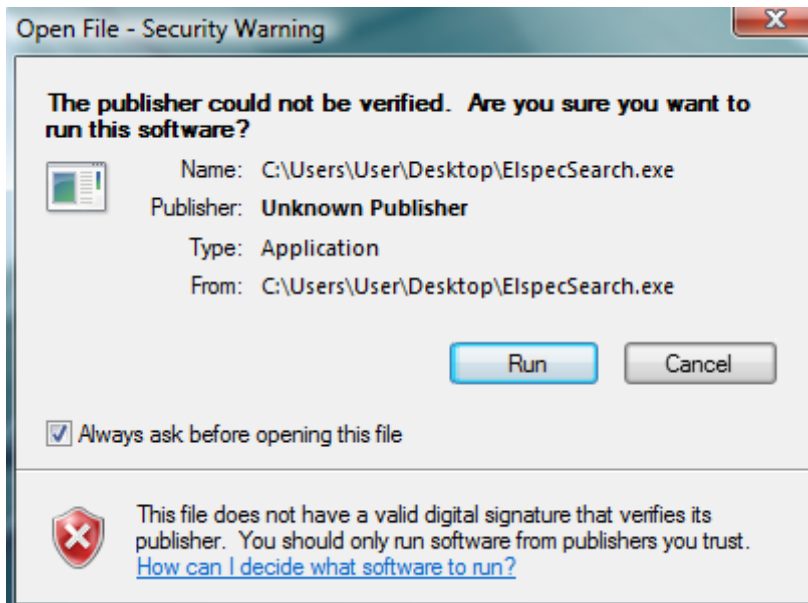 Open File - Security Warning
The publisher could not be verified. Are you sure you want to
run this software?
Name: C:\Users\User\Desktop\ElspecSearch.exe
Publisher: Unknown Publisher
Type: Application
From: C:\Users\User\Desktop\ElspecSearch.exe
Run Cancel
Always ask before opening this file
This file does not have a valid digital signature that verifies its
publisher. You should only run software from publishers you trust.
How can I decide what software to run?